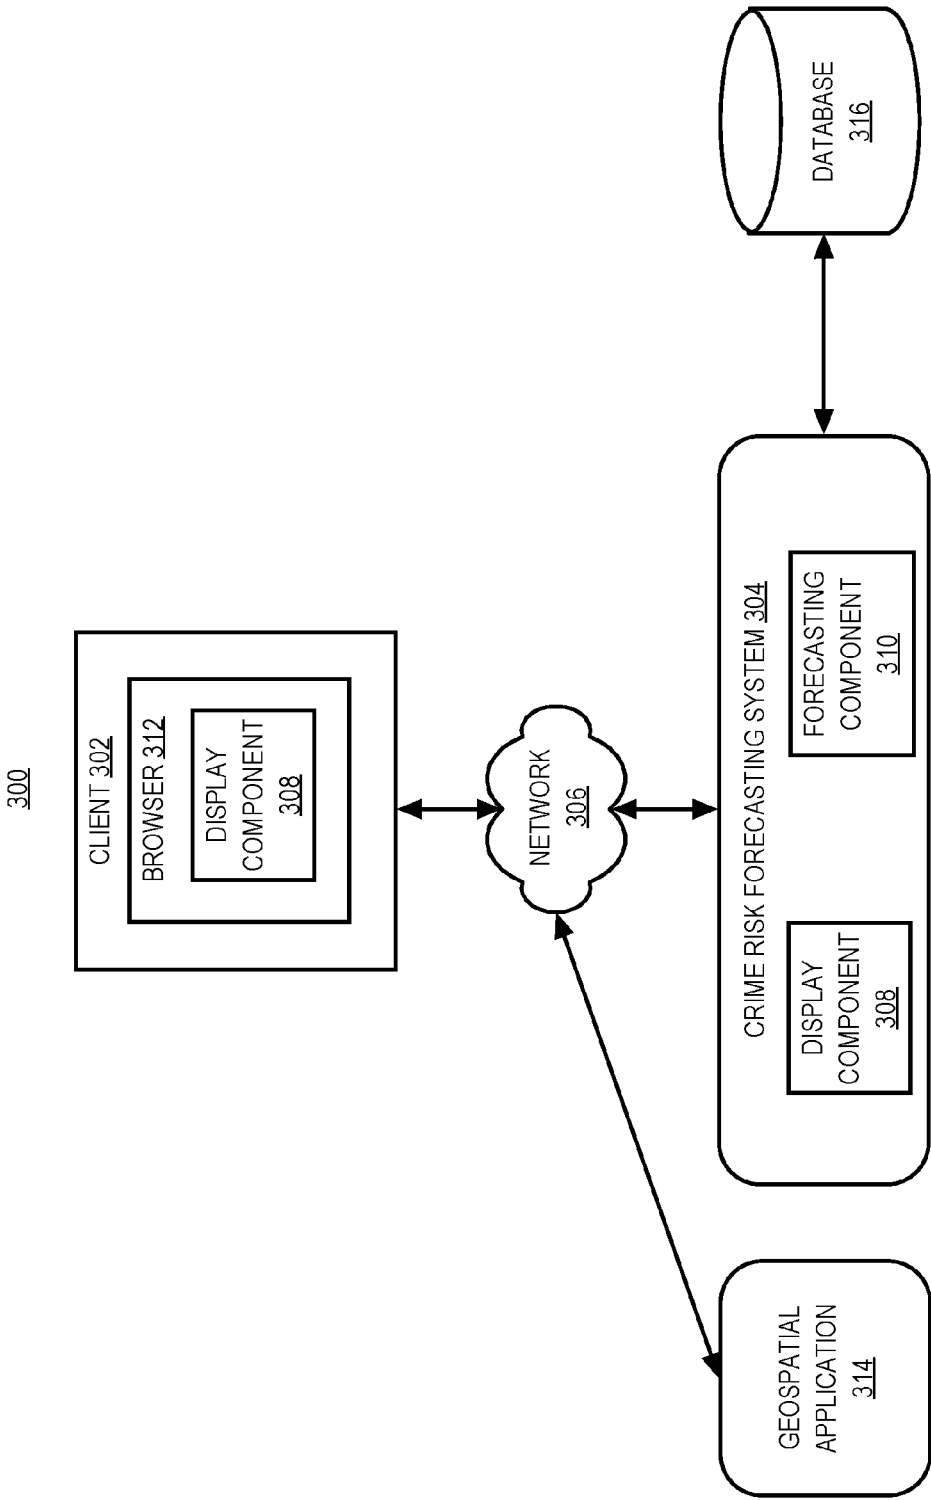 300
CLIENT 302
BROWSER 312
DISPLAY
COMPONENT
308
NETWORK
306
GEOSPATIAL
APPLICATION
314
CRIME RISK FORECASTING SYSTEM 304
DISPLAY
COMPONENT
308
FORECASTING
COMPONENT
310
DATABASE
316